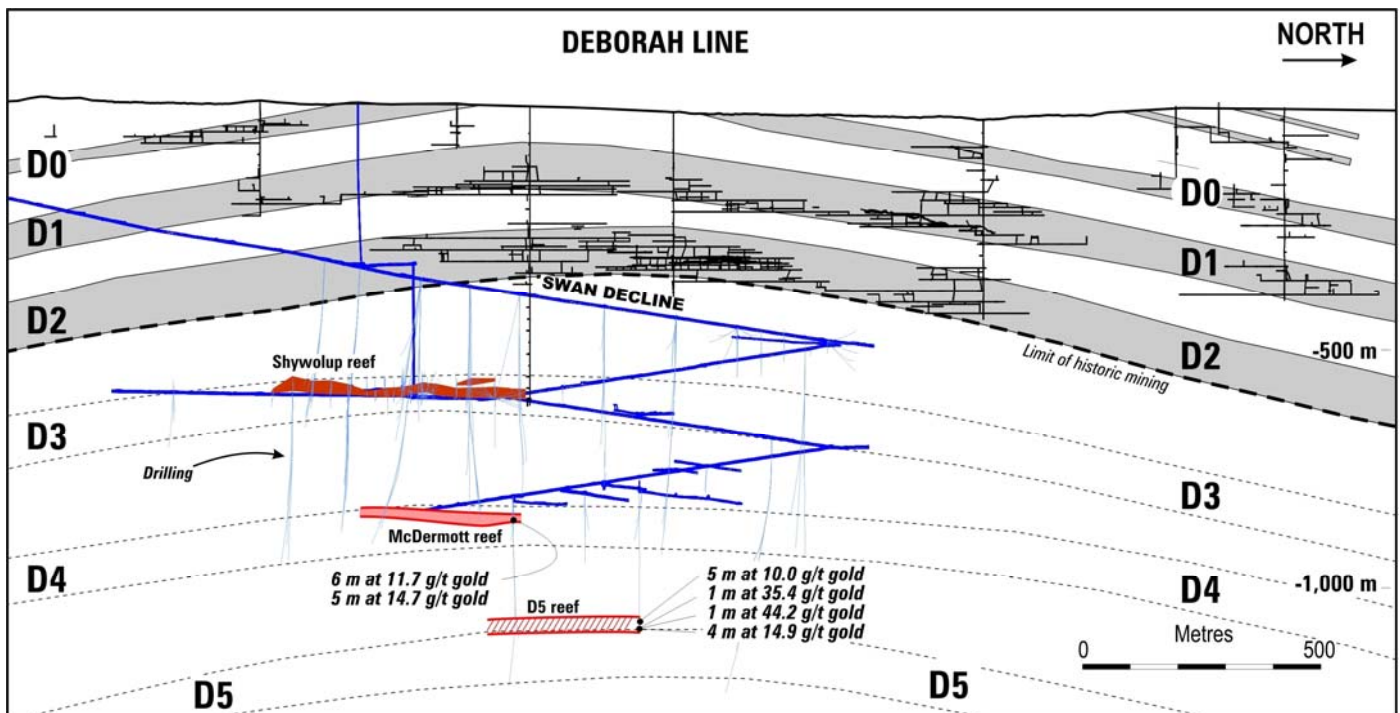 DEBORAH LINE
NORTH
D0
D0
D1
D1
SWAN DECLINE
D2
D2
-500 m
Limit of historic mining
Shywolup reef
D3
Drilling
D3
McDermott reef
6 m at 11.7 g/t gold
5 m at 14.7 g/t gold
5 m at 10.0 g/t gold
1 m at 35.4 g/t gold
1 m at 44.2 g/t gold
4 m at 14.9 g/t gold
D4
D4
-1,000 m
D5 reef
Metres
0
500
D5
D5